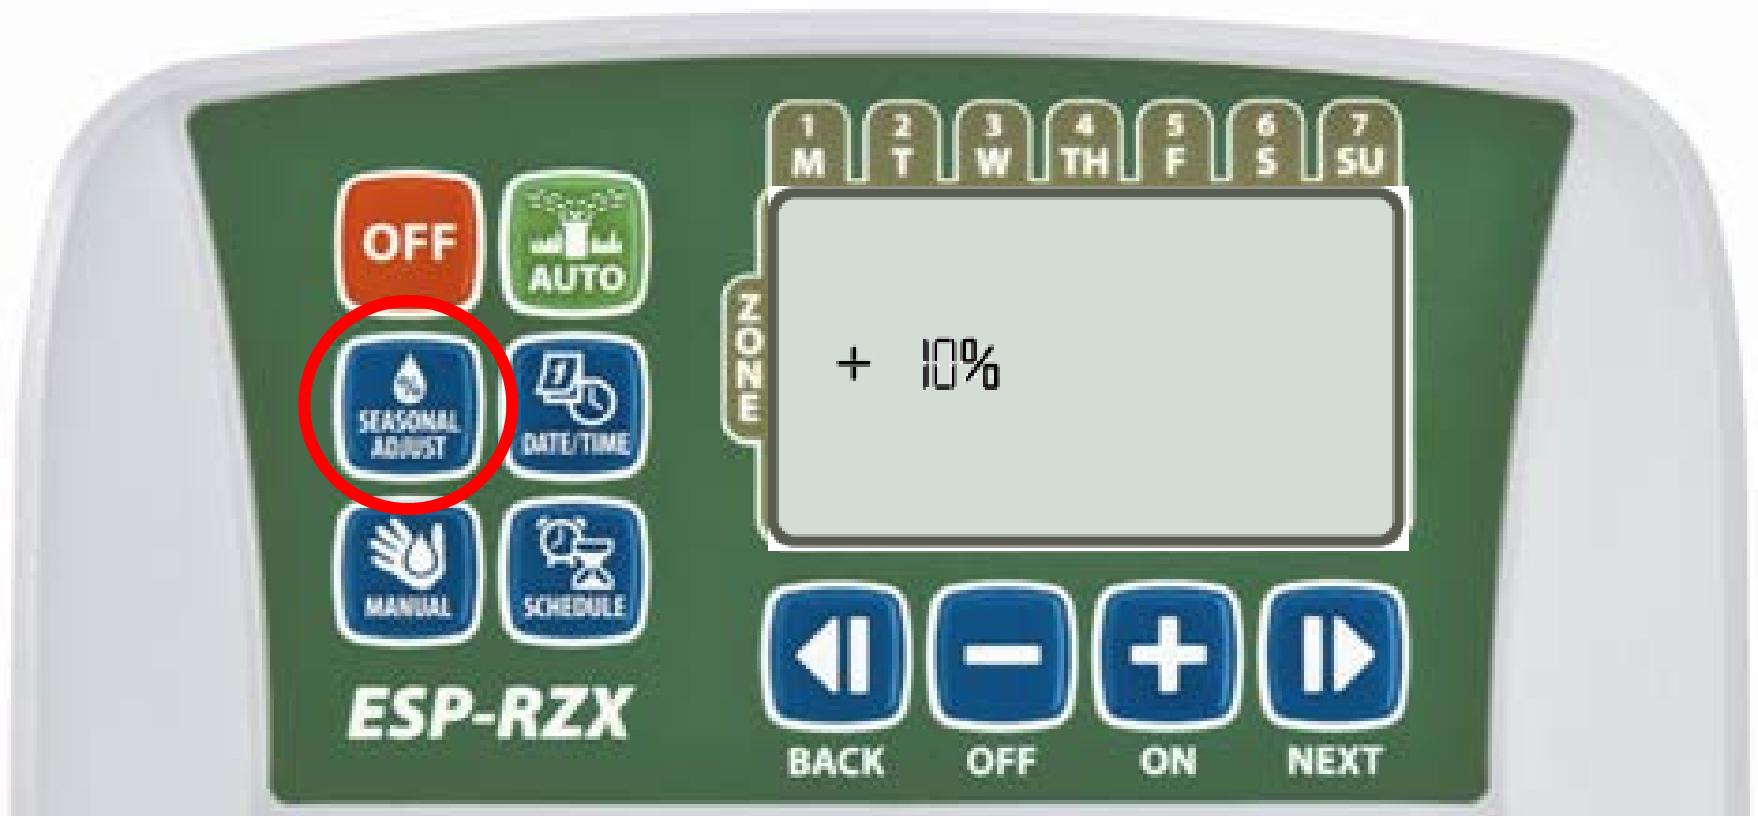 1 2 3 4 5 6 7
M T W TH F S SU
OFF
AUTO
ZONE
+ 10%
SEASONAL
ADJUST
DATE/TIME
MANUAL
SCHEDULE
ESP-RZX
BACK OFF ON NEXT